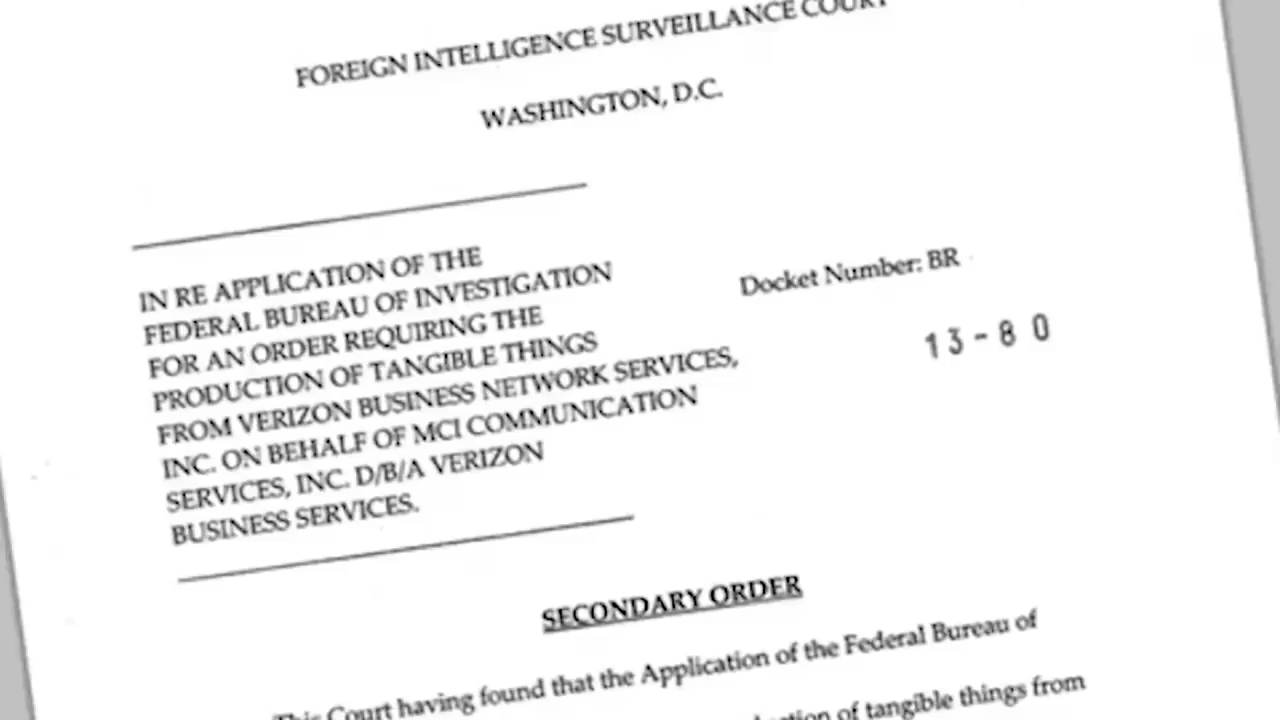 FOREIGN INTELLIGENCE SURVEILLANCE COURT
WASHINGTON, D.C.
IN RE APPLICATION OF THE
FEDERAL BUREAU OF INVESTIGATION
FOR AN ORDER REQUIRING THE
PRODUCTION OF TANGIBLE THINGS
FROM VERIZON BUSINESS NETWORK SERVICES,
INC. ON BEHALF OF MCI COMMUNICATION
SERVICES, INC. D/B/A VERIZON
BUSINESS SERVICES.
Docket Number: BR
13-80
SECONDARY ORDER
This Court having found that the Application of the Federal Bureau of
of tangible things from